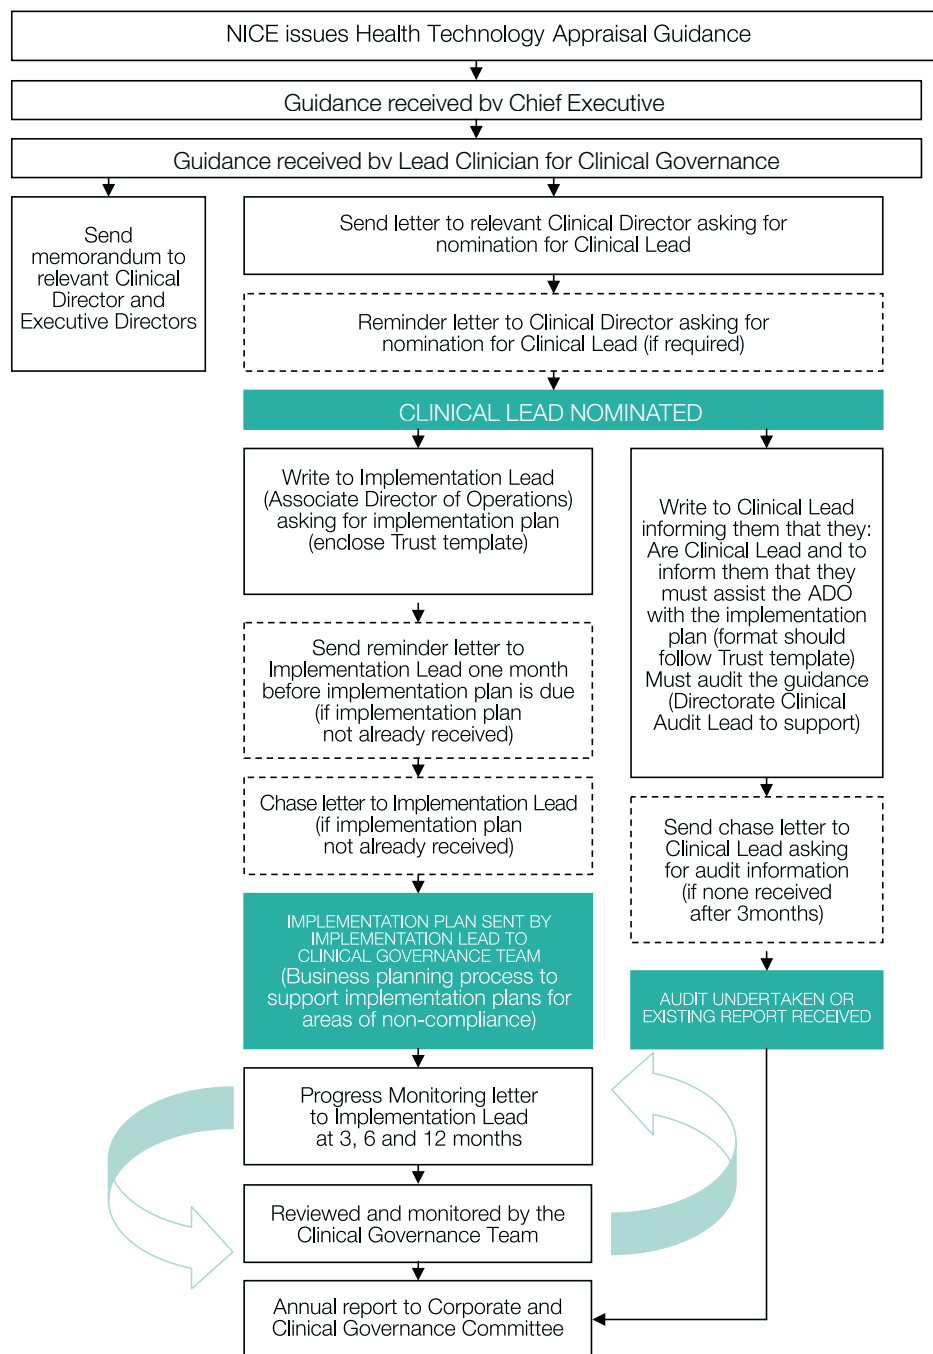 NICE issues Health Technology Appraisal Guidance
Guidance received by Chief Executive
Guidance received by Lead Clinician for Clinical Governance
Send
memorandum to
relevant Clinical
Director and
Executive Directors
Send letter to relevant Clinical Director asking for
nomination for Clinical Lead
Reminder letter to Clinical Director asking for
nomination for Clinical Lead (if required)
CLINICAL LEAD NOMINATED
Write to Implementation Lead
(Associate Director of Operations)
asking for implementation plan
(enclose Trust template)
Send reminder letter to
Implementation Lead one month
before implementation plan is due
(if implementation plan
not already received)
Chase letter to Implementation Lead
(if implementation plan
not already received)
IMPLEMENTATION PLAN SENT BY
IMPLEMENTATION LEAD TO
CLINICAL GOVERNANCE TEAM
(Business planning process to
support implementation plans for
areas of non-compliance)
Write to Clinical Lead
informing them that they:
Are Clinical Lead and to
inform them that they
must assist the ADO
with the implementation
plan (format should
follow Trust template)
Must audit the guidance
(Directorate Clinical
Audit Lead to support)
Send chase letter to
Clinical Lead asking
for audit information
(if none received
after 3months)
AUDIT UNDERTAKEN OR
EXISTING REPORT RECEIVED
Progress Monitoring letter
to Implementation Lead
at 3, 6 and 12 months
Reviewed and monitored by the
Clinical Governance Team
Annual report to Corporate and
Clinical Governance Committee